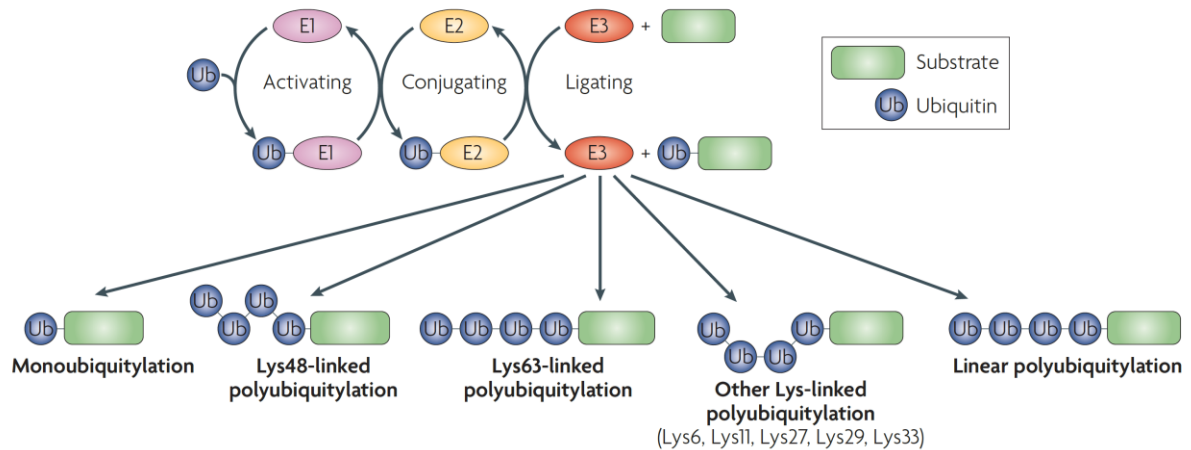 E1
E2
E3 +
Substrate
Ub
Activating
Conjugating
Ligating
Ub
Ubiquitin
Ub E1
Ub E2
E3 + Ub
Ub
Ub Ub Ub Ub
Ub Ub Ub Ub
Ub Ub Ub Ub
Ub Ub Ub Ub
Monoubiquitylation
Lys48-linked
polyubiquitylation
Lys63-linked
polyubiquitylation
Other Lys-linked
polyubiquitylation
(Lys6, Lys11, Lys27, Lys29, Lys33)
Linear polyubiquitylation